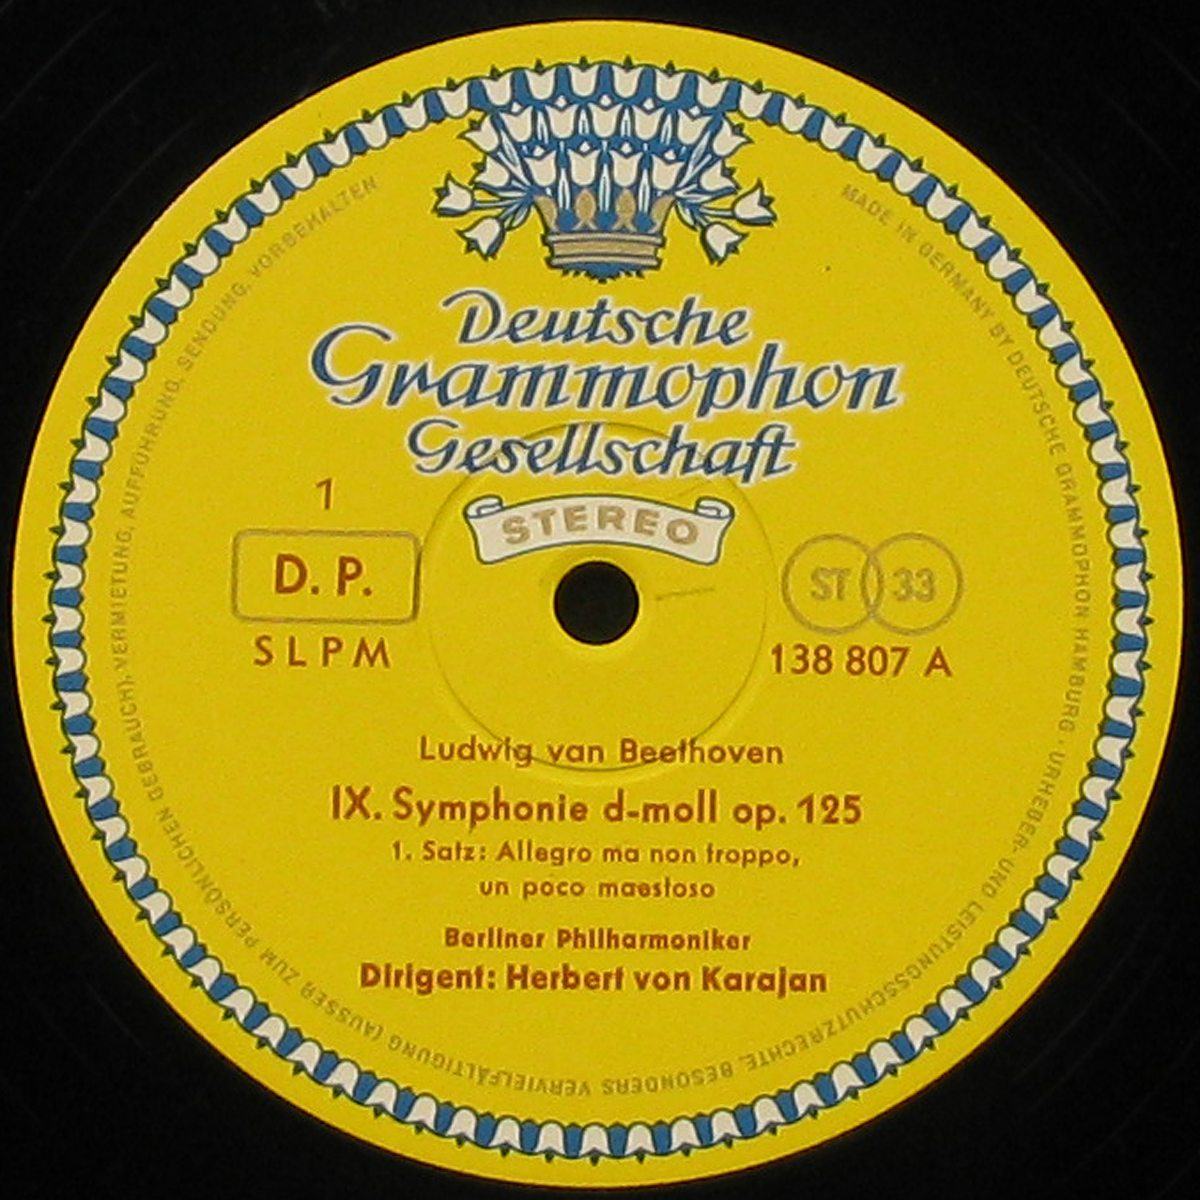 Deutsche
Grammophon
Gesellschaft
STEREO
1
D. P.
SLPM
ST 33
138 807 A
Ludwig van Beethoven
IX. Symphonie d-moll op. 125
1. Satz: Allegro ma non troppo,
un poco maestoso
Berliner Philharmoniker
Dirigent: Herbert von Karajan
MADE IN GERMANY BY DEUTSCHE GRAMMOPHON HAMBURG · URHEBER- UND LEISTUNGSSCHUTZRECHTE, BESONDERS VERVIELFÄLTIGUNG (AUSSER ZUM PERSÖNLICHEN GEBRAUCH), VERMIETUNG, AUFFÜHRUNG, SENDUNG, VORBEHALTEN